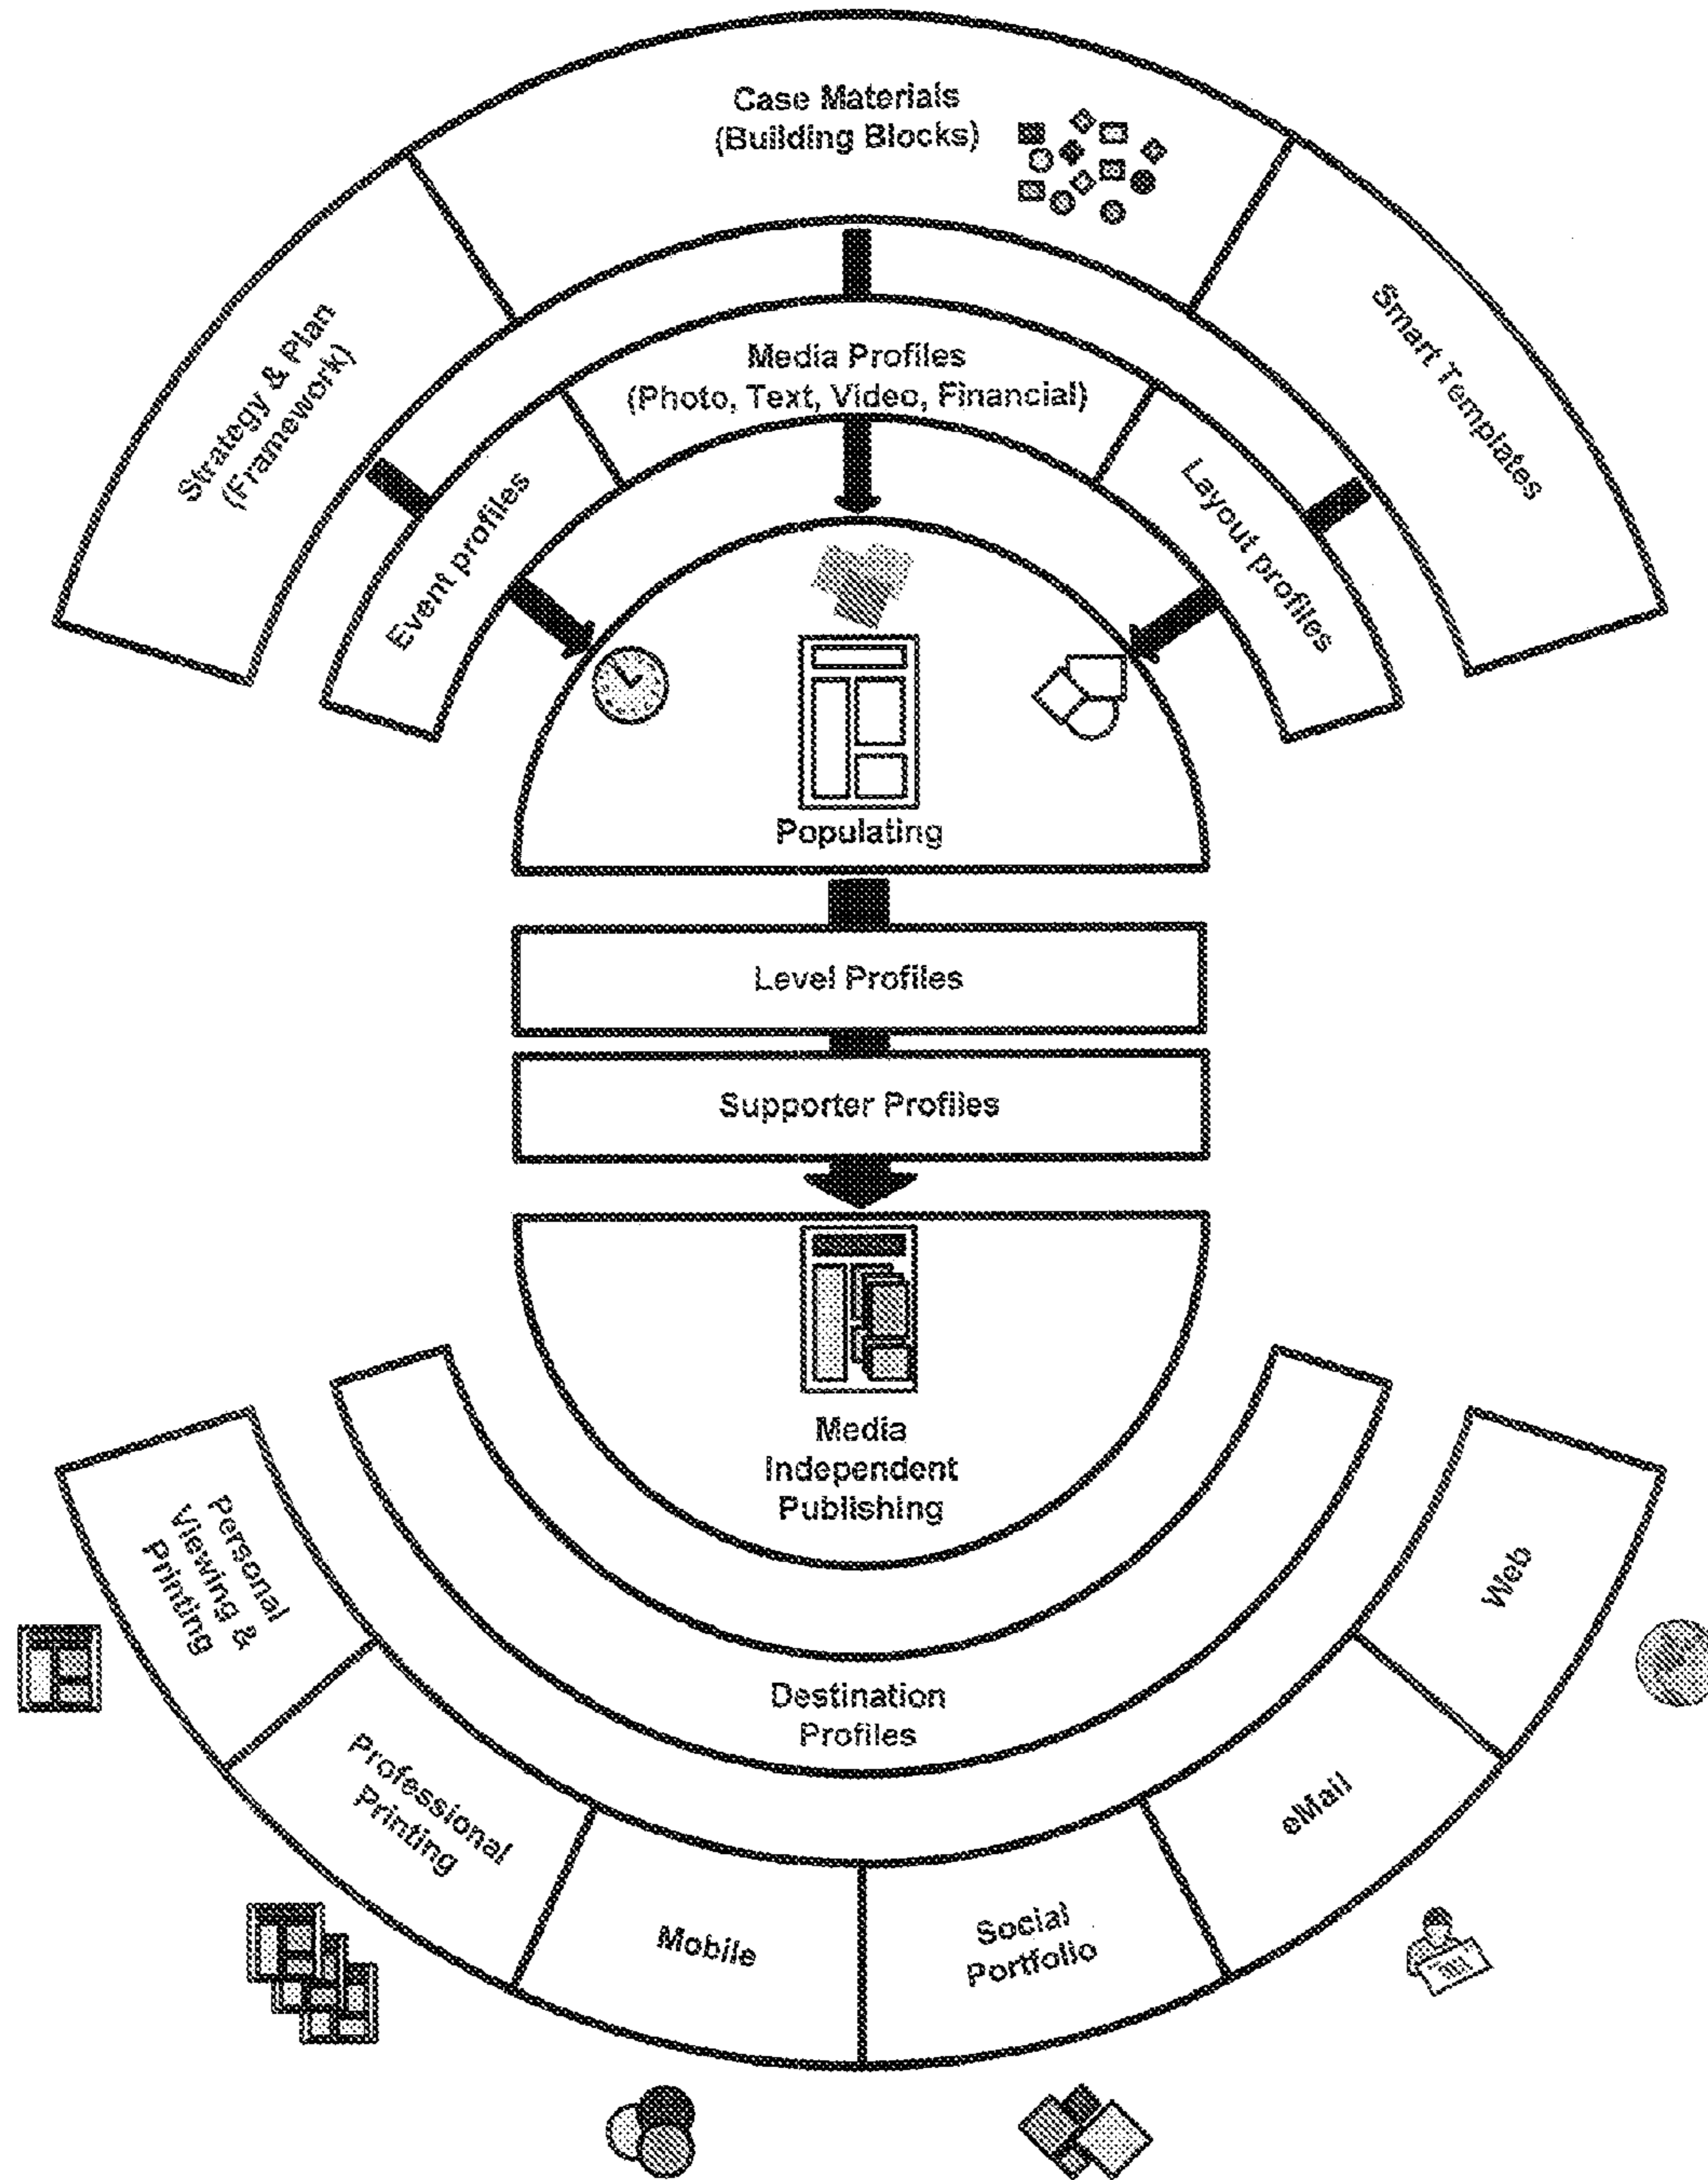 Case Materials
(Building Blocks)
Strategy & Plan
(Framework)
Smart Templates
Media Profiles
(Photo, Text, Video, Financial)
Event profiles
Layout profiles
Populating
Level Profiles
Supporter Profiles
Media
Independent
Publishing
Destination
Profiles
Personal
Viewing &
Printing
Professional
Printing
Mobile
Social
Portfolio
eMail
Web